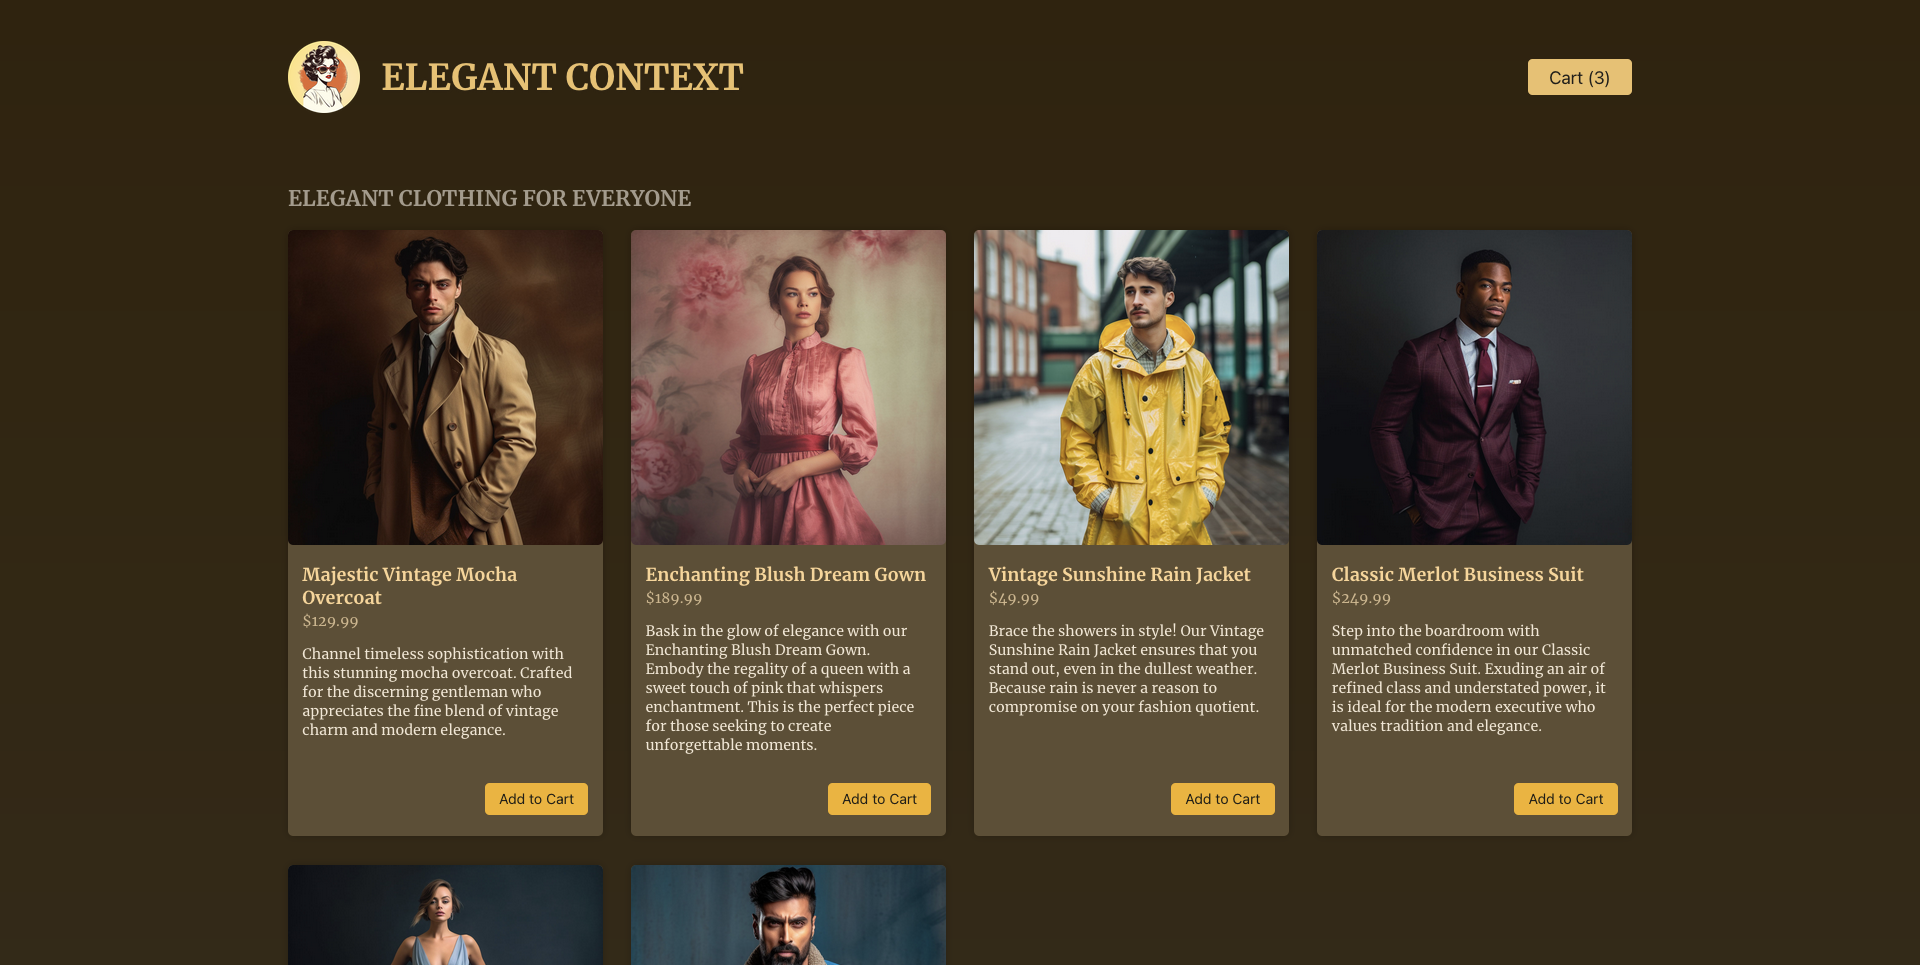 ELEGANT CONTEXT
Cart (3)
ELEGANT CLOTHING FOR EVERYONE
Majestic Vintage Mocha
Overcoat
$129.99
Channel timeless sophistication with
this stunning mocha overcoat. Crafted
for the discerning gentleman who
appreciates the fine blend of vintage
charm and modern elegance.
Add to Cart
Enchanting Blush Dream Gown
$189.99
Bask in the glow of elegance with our
Enchanting Blush Dream Gown.
Embody the regality of a queen with a
sweet touch of pink that whispers
enchantment. This is the perfect piece
for those seeking to create
unforgettable moments.
Add to Cart
Vintage Sunshine Rain Jacket
$49.99
Brace the showers in style! Our Vintage
Sunshine Rain Jacket ensures that you
stand out, even in the dullest weather.
Because rain is never a reason to
compromise on your fashion quotient.
Add to Cart
Classic Merlot Business Suit
$249.99
Step into the boardroom with
unmatched confidence in our Classic
Merlot Business Suit. Exuding an air of
refined class and understated power, it
is ideal for the modern executive who
values tradition and elegance.
Add to Cart